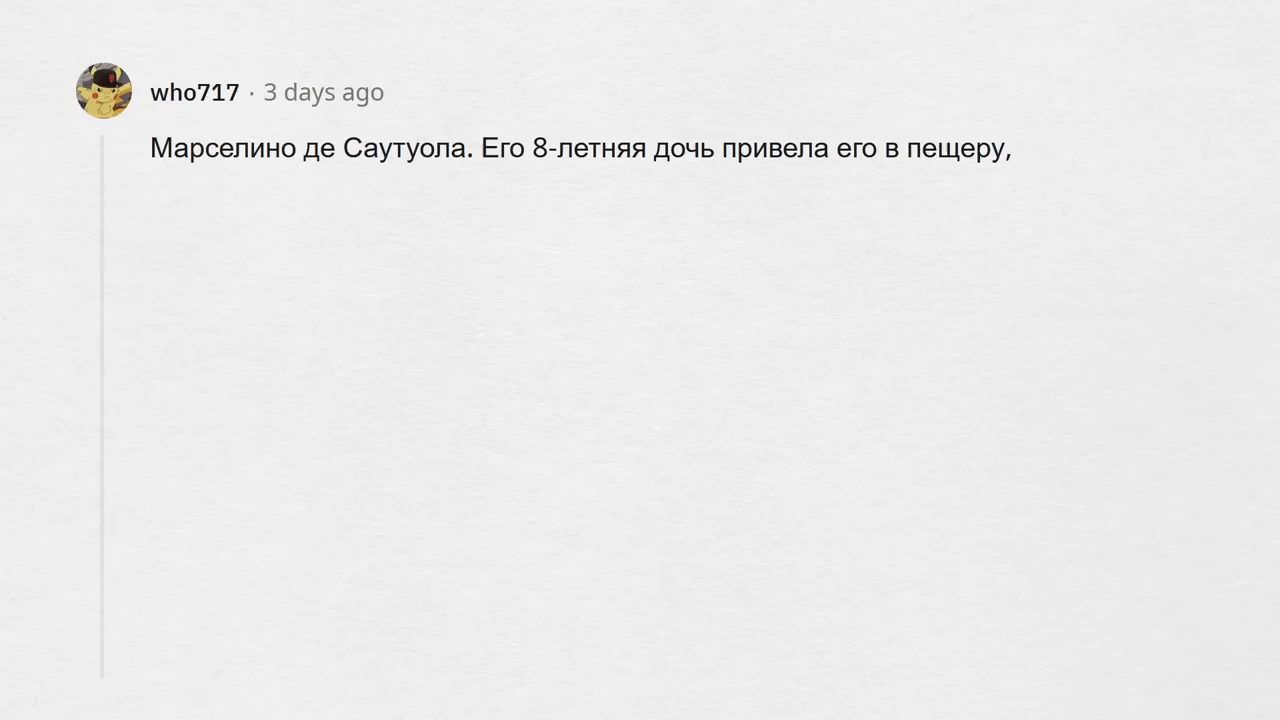 who717 · 3 days ago
Марселино де Саутуола. Его 8-летняя дочь привела его в пещеру,